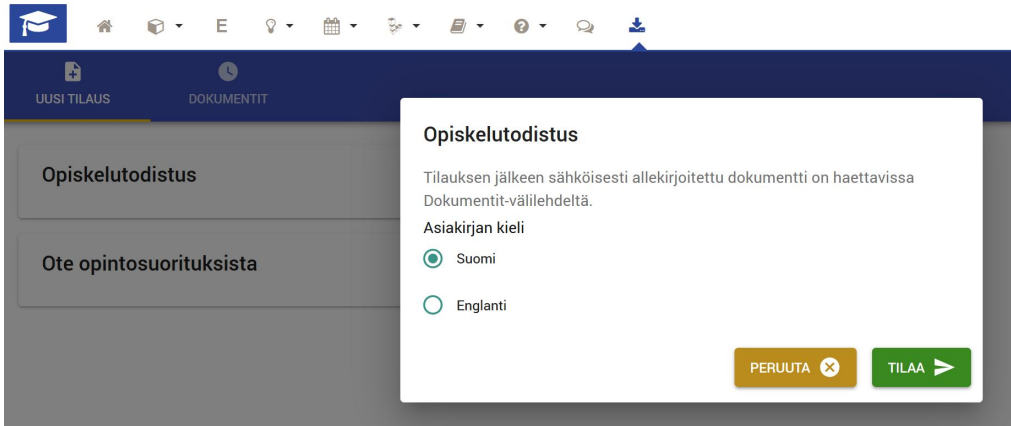 E
UUSI TILAUS
DOKUMENTIT
Opiskelutodistus
Ote opintosuorituksista
Opiskelutodistus
Tilauksen jälkeen sähköisesti allekirjoitettu dokumentti on haettavissa
Dokumentit-välilehdeltä.
Asiakirjan kieli
Suomi
Englanti
PERUUTA
TILAA